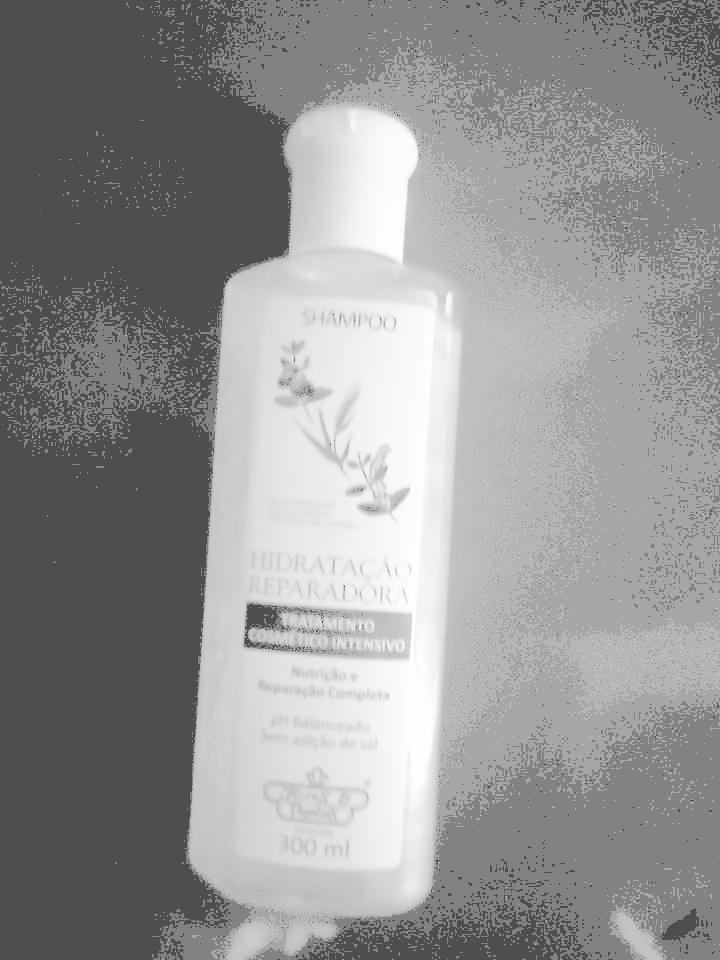 SHAMPOO
HIDRATAÇÃO
REPARADORA
TRATAMENTO
COSMÉTICO INTENSIVO
Nutrição e
Reparação Completa
pH Balanceado
Sem adição de sal
300 ml